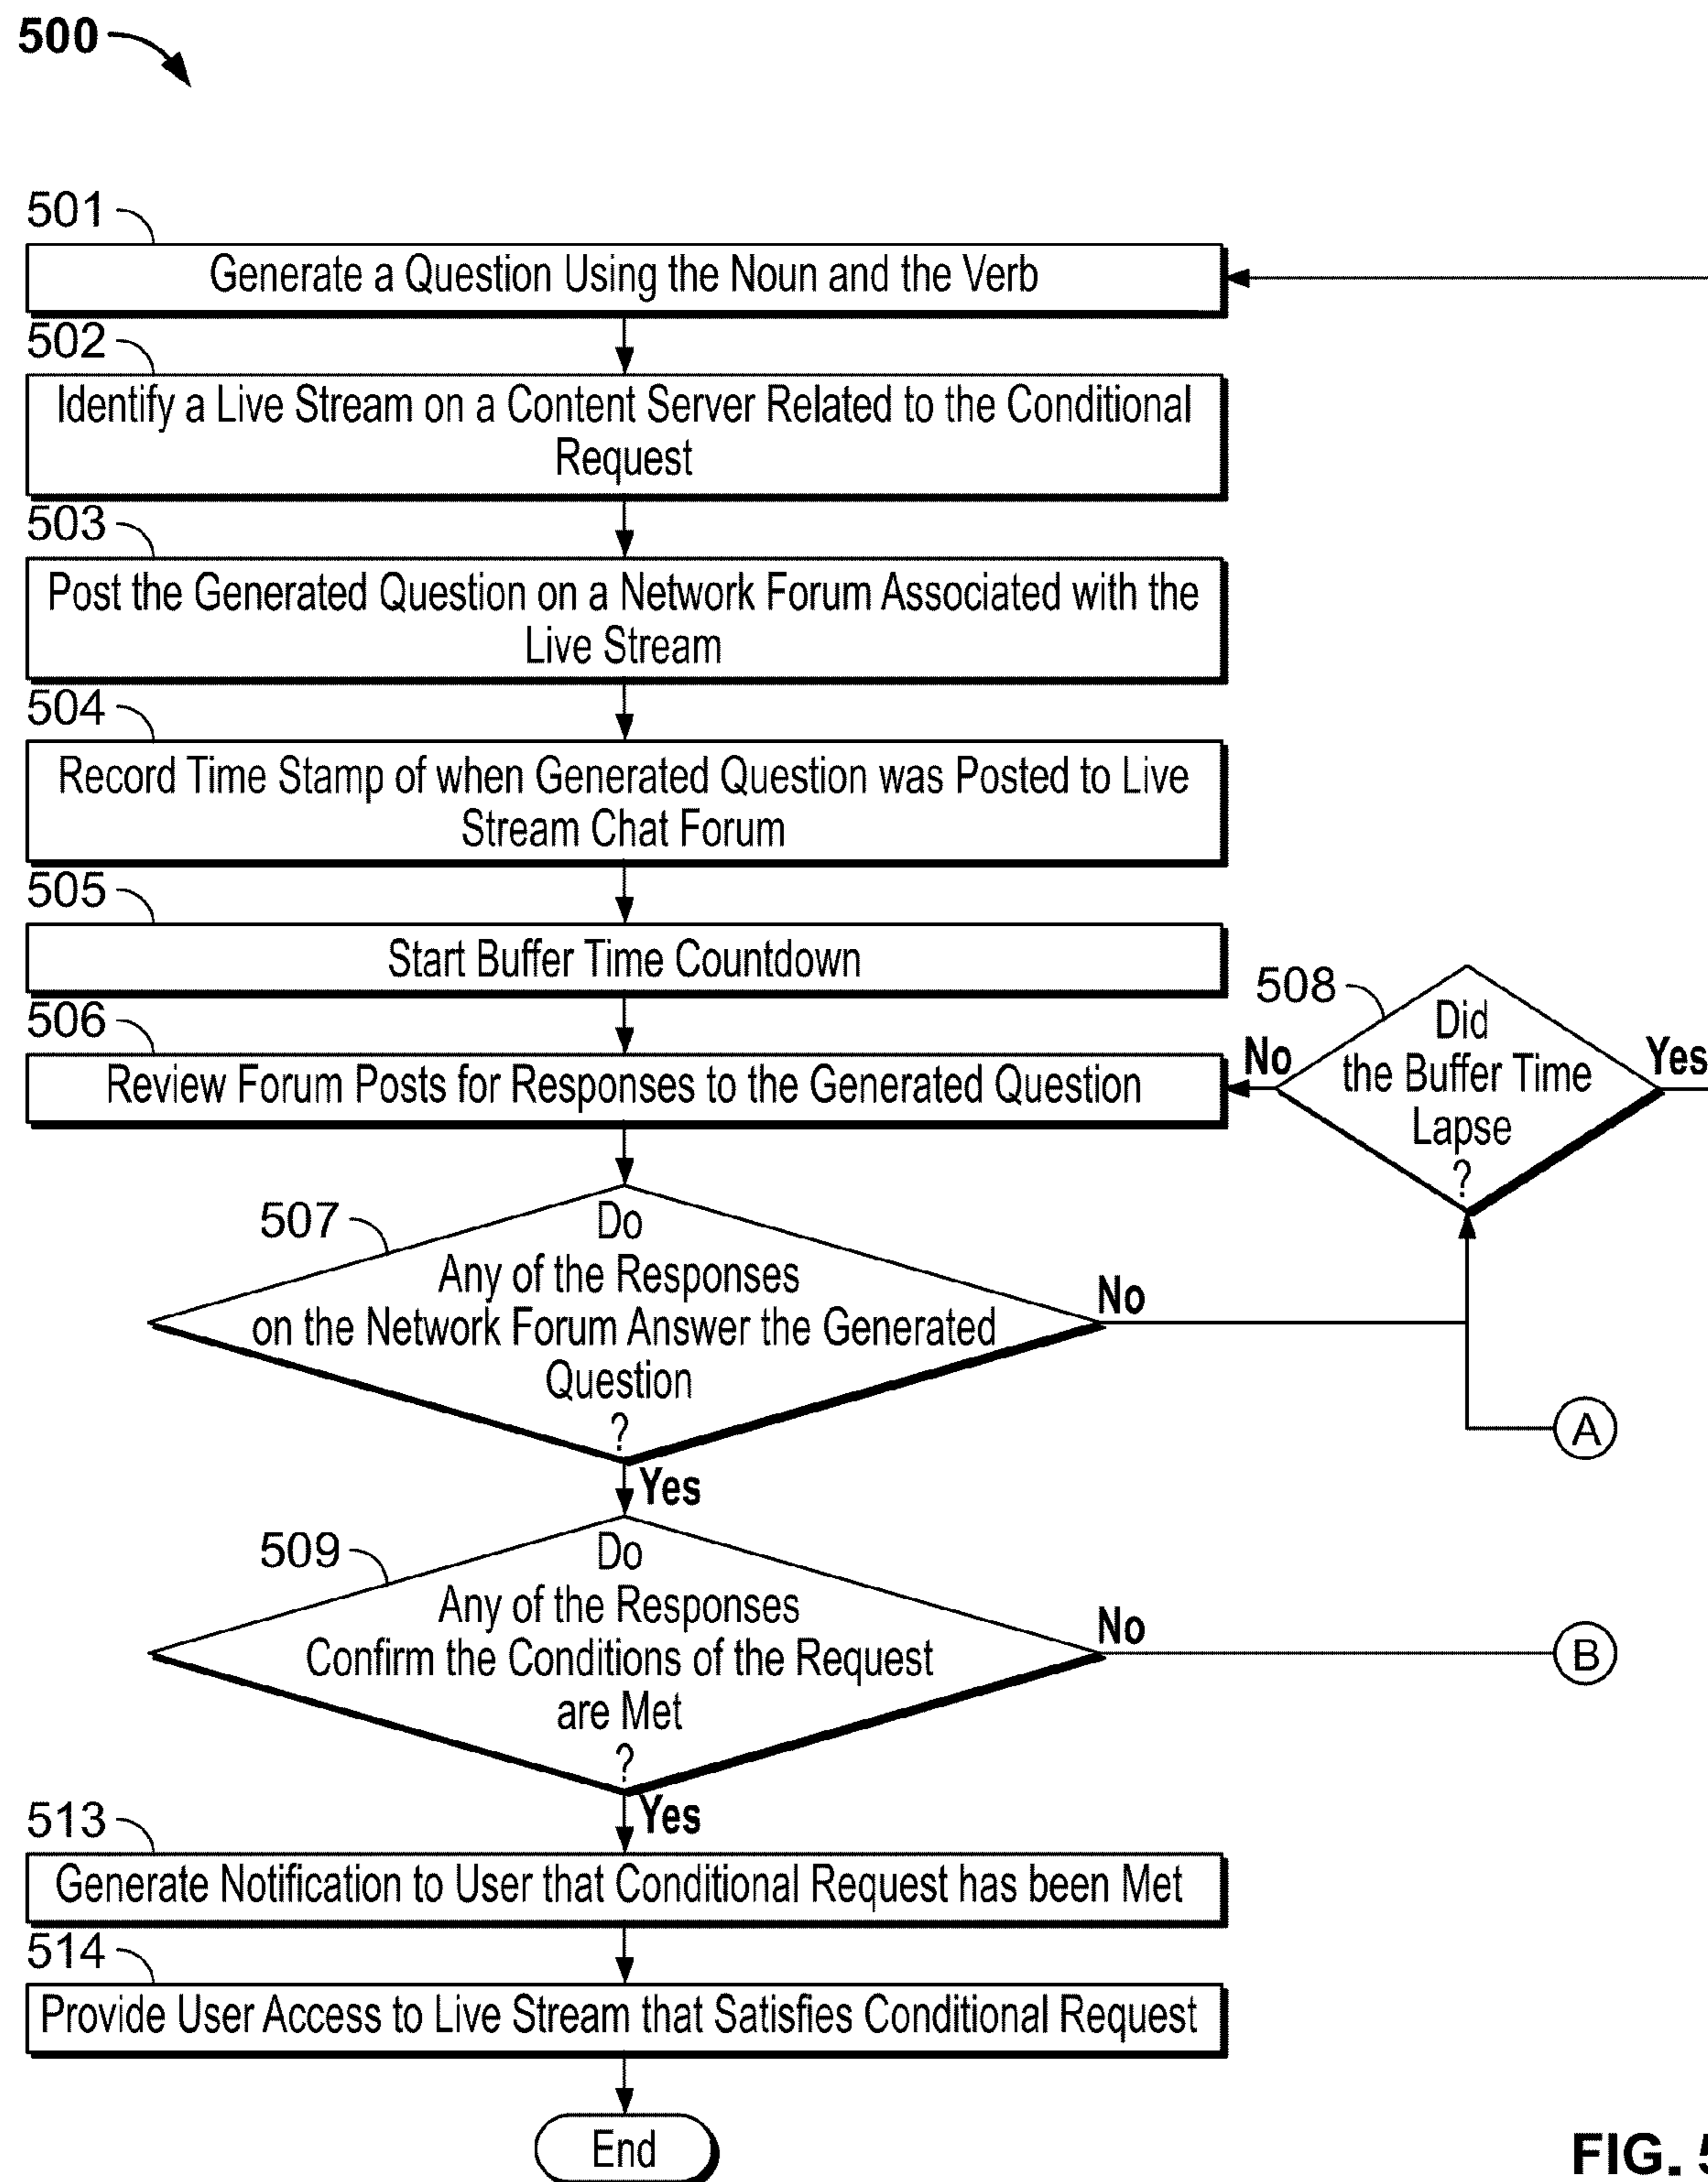 500
501
Generate a Question Using the Noun and the Verb
502
Identify a Live Stream on a Content Server Related to the Conditional
Request
503
Post the Generated Question on a Network Forum Associated with the
Live Stream
504
Record Time Stamp of when Generated Question was Posted to Live
Stream Chat Forum
505
Start Buffer Time Countdown
506
Review Forum Posts for Responses to the Generated Question
508
Did
the Buffer Time
Lapse
?
No
Yes
507
Do
Any of the Responses
on the Network Forum Answer the Generated
Question
?
No
Yes
A
509
Do
Any of the Responses
Confirm the Conditions of the Request
are Met
?
No
Yes
B
513
Generate Notification to User that Conditional Request has been Met
514
Provide User Access to Live Stream that Satisfies Conditional Request
End
FIG. 5